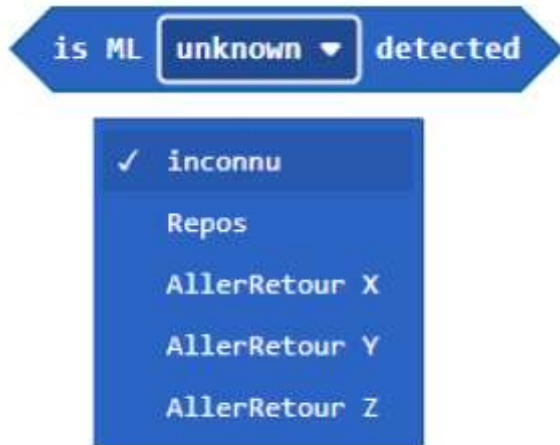 is ML unknown detected
inconnu
Repos
AllerRetour X
AllerRetour Y
AllerRetour Z